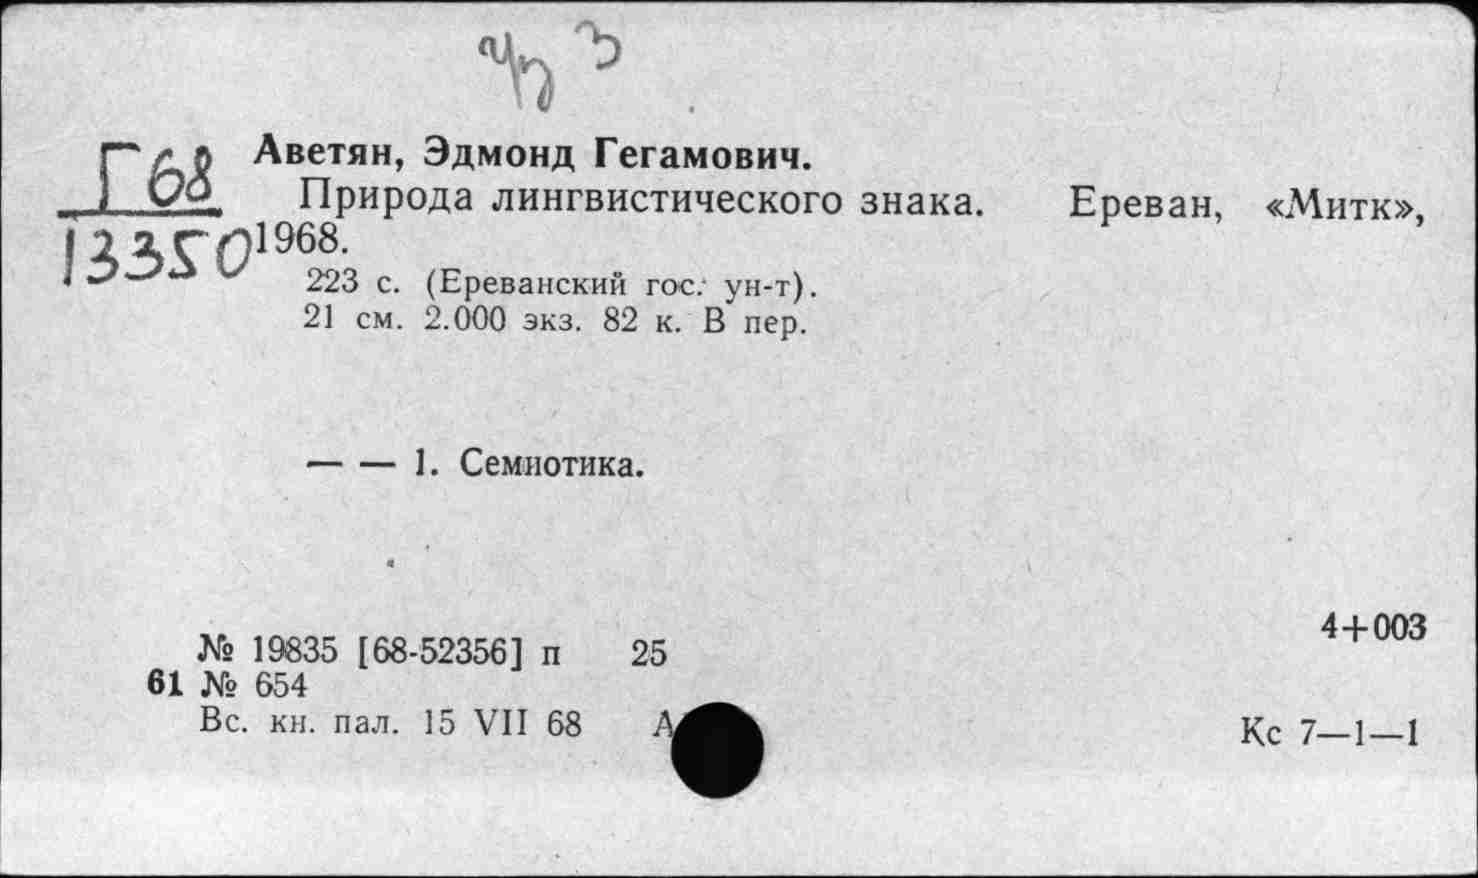 чз З
Г68
13350
Аветян, Эдмонд Гегамович.
Природа лингвистического знака. Ереван, «Митк»,
1968.
223 с. (Ереванский гос. ун-т).
21 см. 2.000 экз. 82 к. В пер.
— — 1. Семиотика.
4+003
№ 19835 [68-52356] п 25
61 № 654
Вс. кн. пал. 15 VII 68 А
Кс 7—1—1